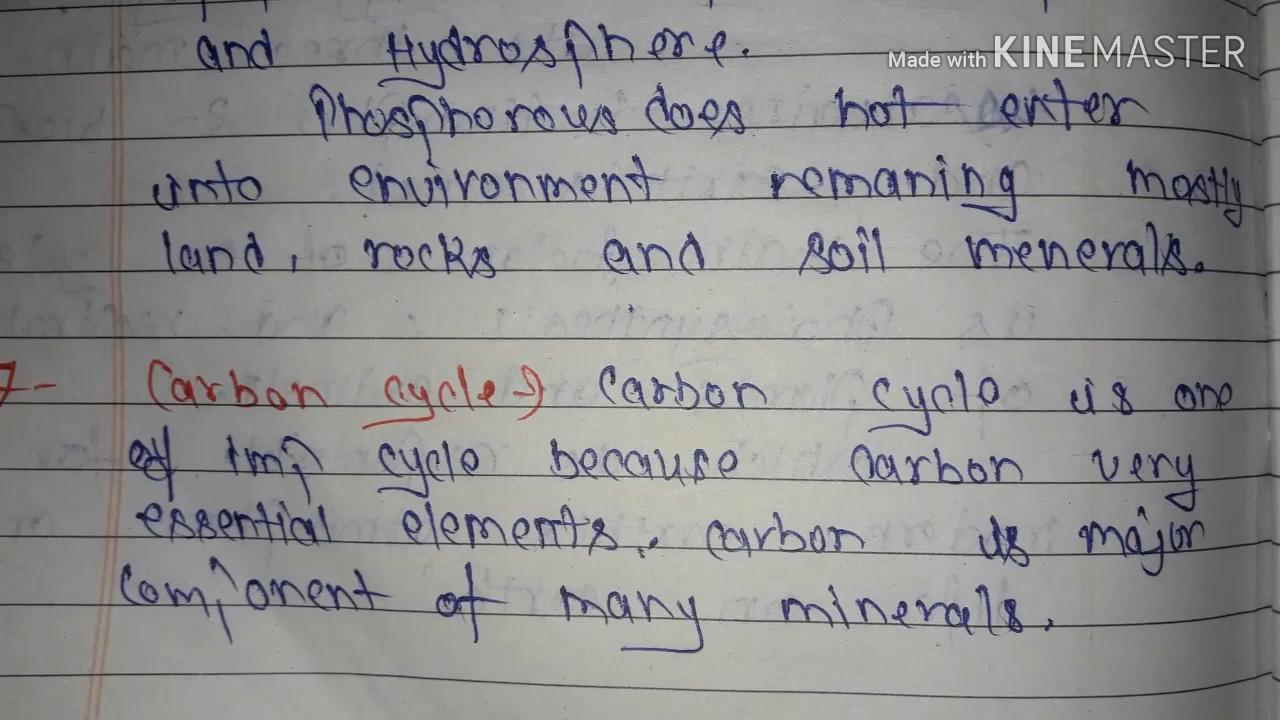 and Hydrosphere.
Made with KINEMASTER
Phosphorous does not enter
into environment remaning mostly
land, rocks and soil menerals.
7- Carbon cycle → Carbon cycle is one
of imp cycle because carbon very
essential elements. carbon is major
component of many minerals.